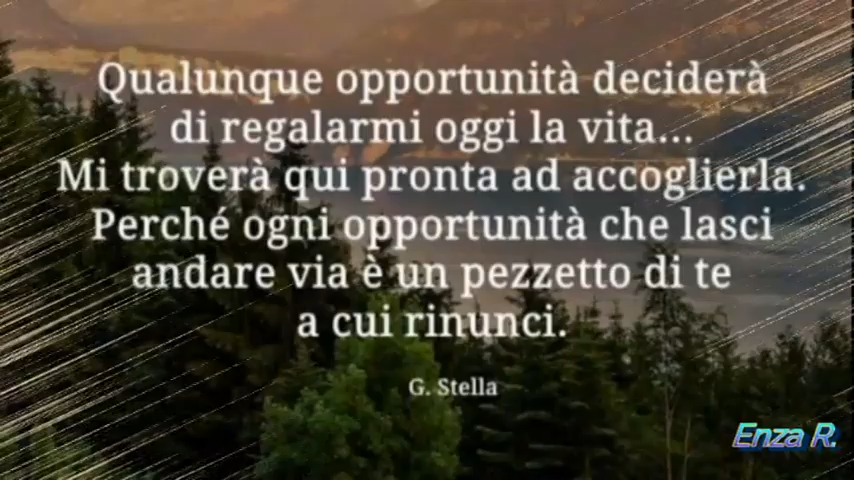 Qualunque opportunità deciderà
di regalarmi oggi la vita...
Mi troverà qui pronta ad accoglierla.
Perché ogni opportunità che lasci
andare via è un pezzetto di te
a cui rinunci.
G. Stella
Enza R.